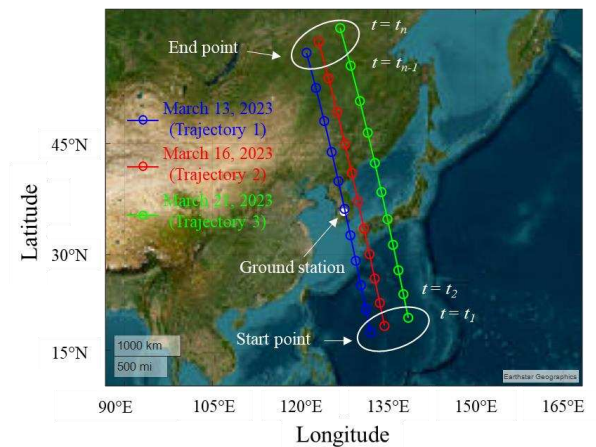 t = tₙ
End point
t = tₙ₋₁
March 13, 2023
(Trajectory 1)
March 16, 2023
(Trajectory 2)
March 21, 2023
(Trajectory 3)
45°N
30°N
15°N
Latitude
Ground station
t = t₂
t = t₁
Start point
1000 km
500 mi
Earthstar Geographics
90°E 105°E 120°E 135°E 150°E 165°E
Longitude